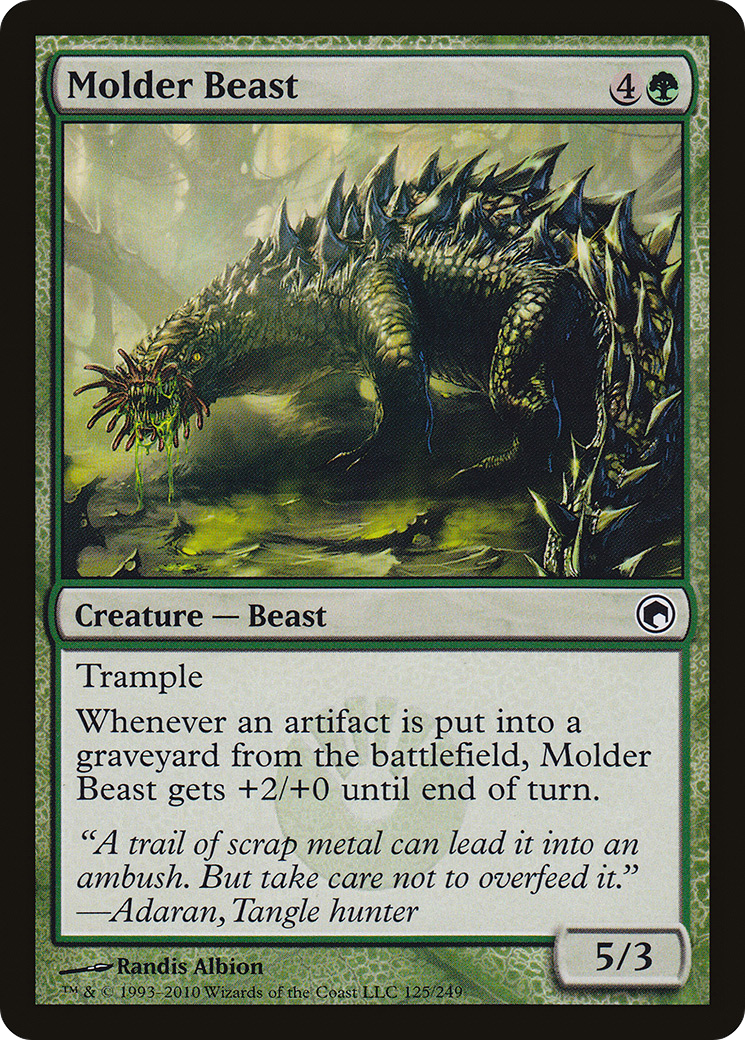 Molder Beast 4
Creature — Beast
Trample
Whenever an artifact is put into a
graveyard from the battlefield, Molder
Beast gets +2/+0 until end of turn.
“A trail of scrap metal can lead it into an
ambush. But take care not to overfeed it.”
—Adaran, Tangle hunter
5/3
Randis Albion
™ & © 1993–2010 Wizards of the Coast LLC 125/249